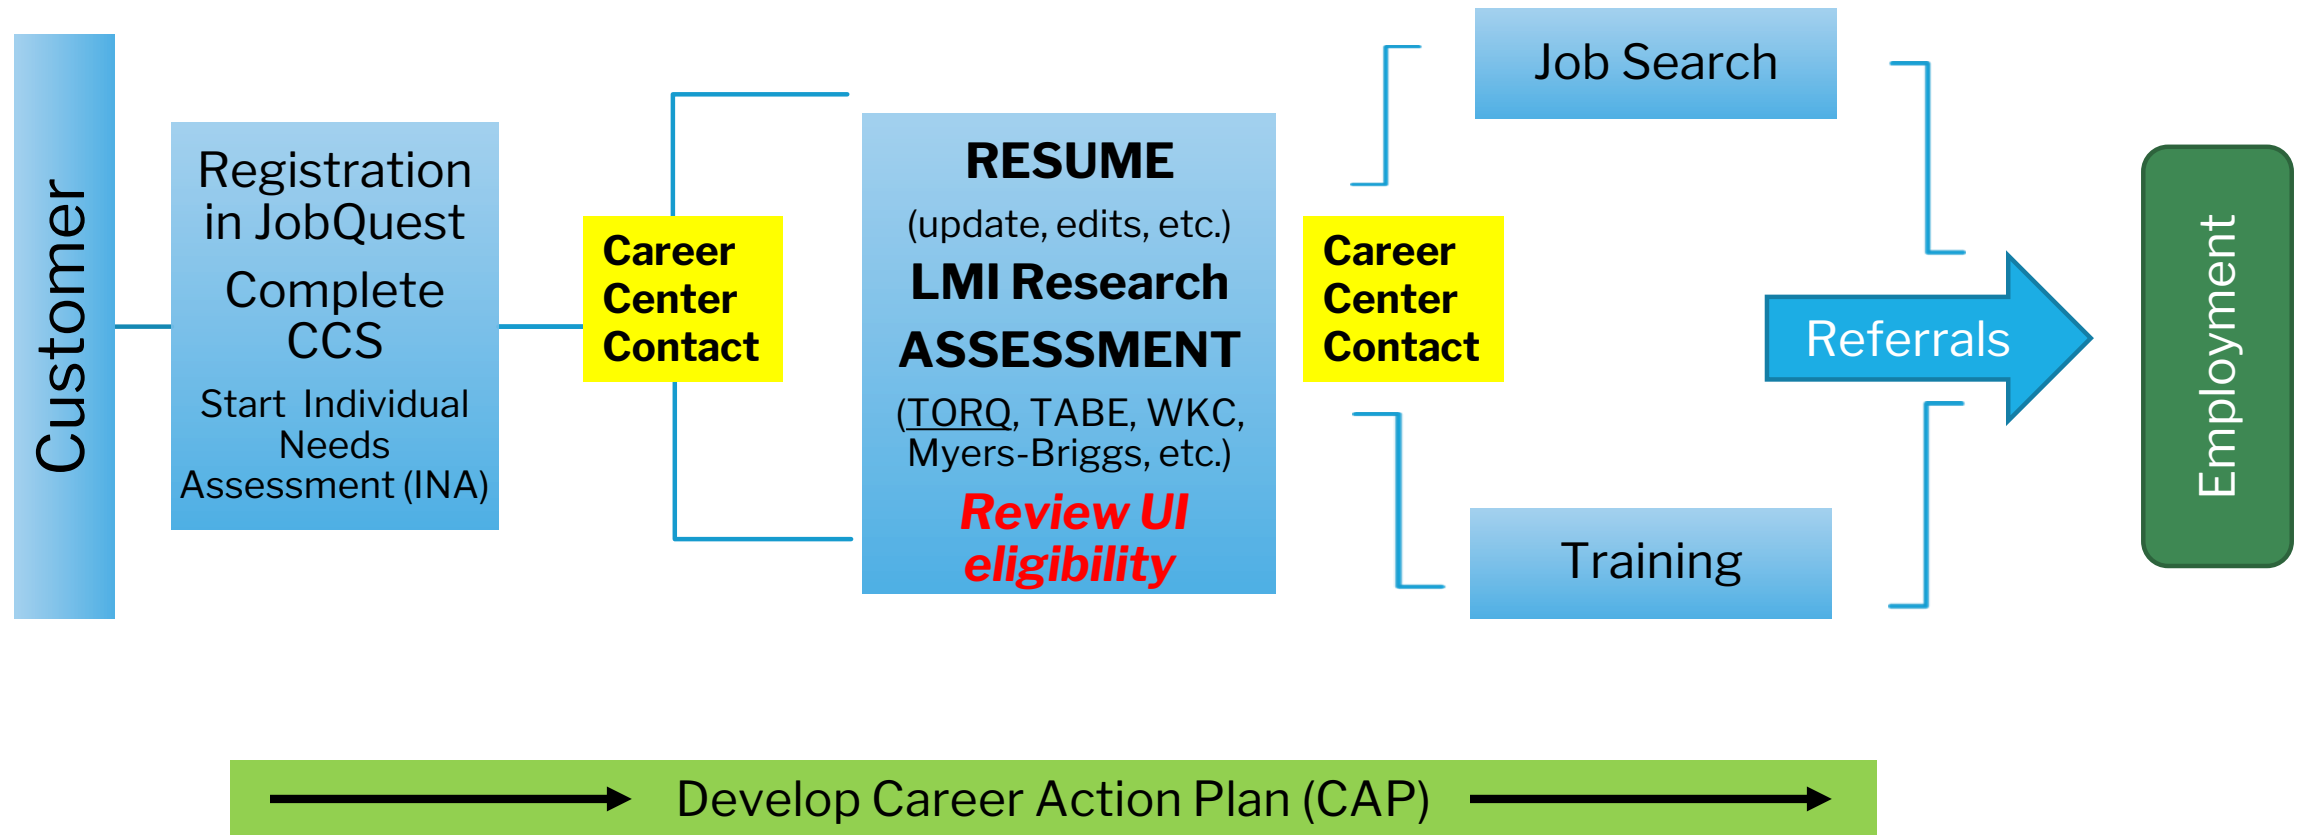 Customer
Registration
in JobQuest
Complete
CCS
Start Individual
Needs
Assessment (INA)
Career
Center
Contact
RESUME
(update, edits, etc.)
LMI Research
ASSESSMENT
(TORQ, TABE, WKC,
Myers-Briggs, etc.)
Review UI
eligibility
Career
Center
Contact
Job Search
Training
Referrals
Employment
Develop Career Action Plan (CAP)